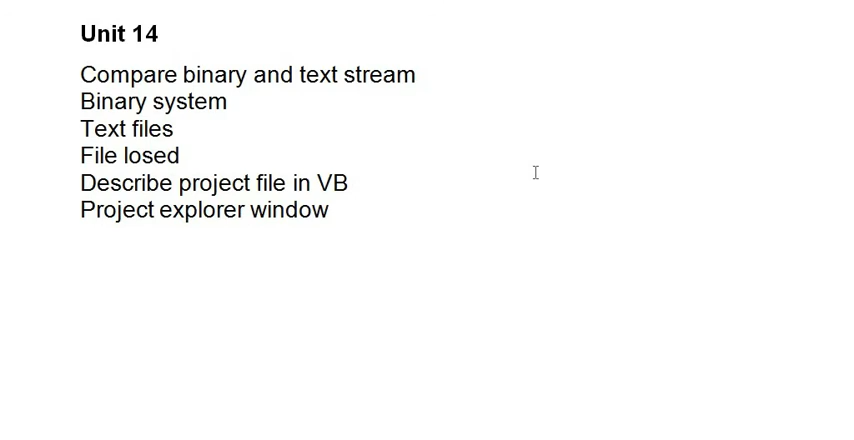 Unit 14
Compare binary and text stream
Binary system
Text files
File losed
Describe project file in VB
Project explorer window